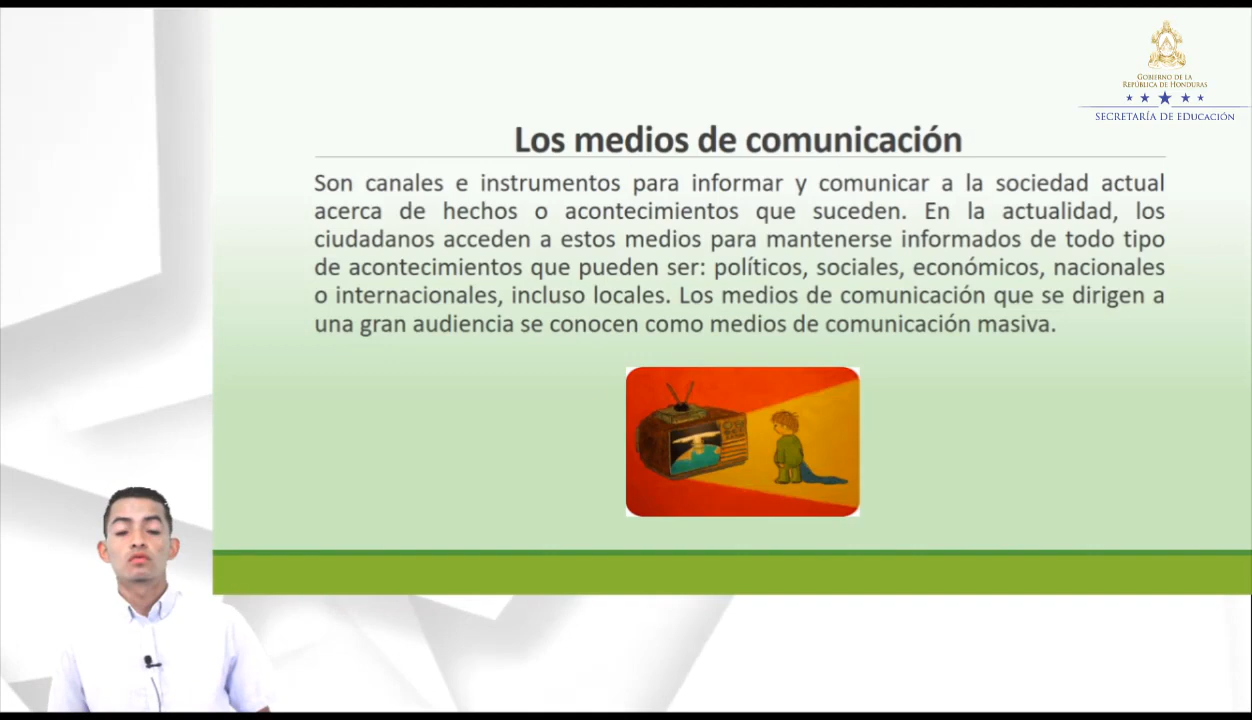 GOBIERNO DE LA
REPÚBLICA DE HONDURAS
SECRETARÍA DE EDUCACIÓN
Los medios de comunicación
Son canales e instrumentos para informar y comunicar a la sociedad actual
acerca de hechos o acontecimientos que suceden. En la actualidad, los
ciudadanos acceden a estos medios para mantenerse informados de todo tipo
de acontecimientos que pueden ser: políticos, sociales, económicos, nacionales
o internacionales, incluso locales. Los medios de comunicación que se dirigen a
una gran audiencia se conocen como medios de comunicación masiva.